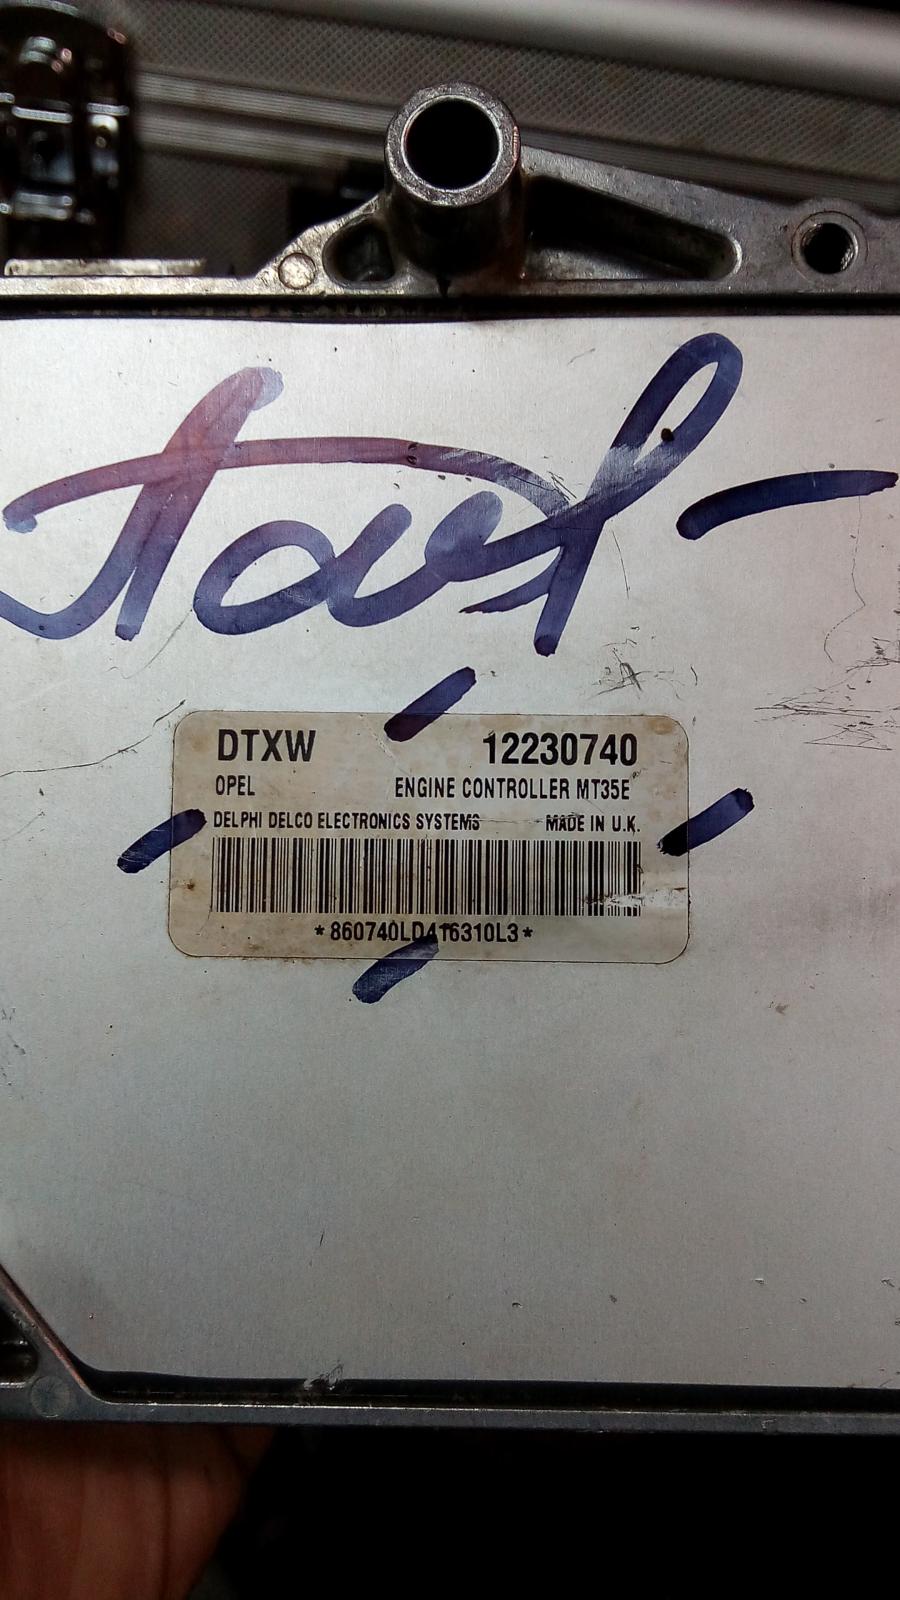 DTXW 12230740
OPEL ENGINE CONTROLLER MT35E
DELPHI DELCO ELECTRONICS SYSTEMS MADE IN U.K.
*860740LD416310L3*